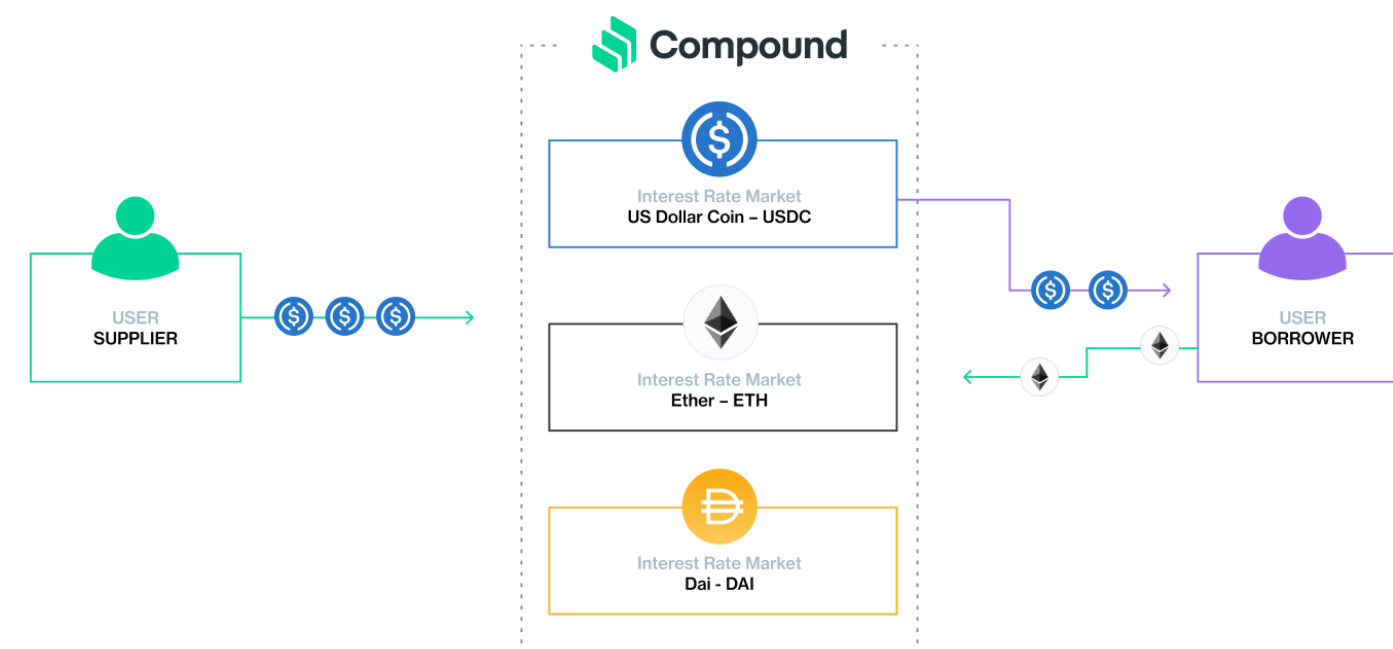 Compound
Interest Rate Market
US Dollar Coin – USDC
USER
SUPPLIER
Interest Rate Market
Ether – ETH
USER
BORROWER
Interest Rate Market
Dai - DAI